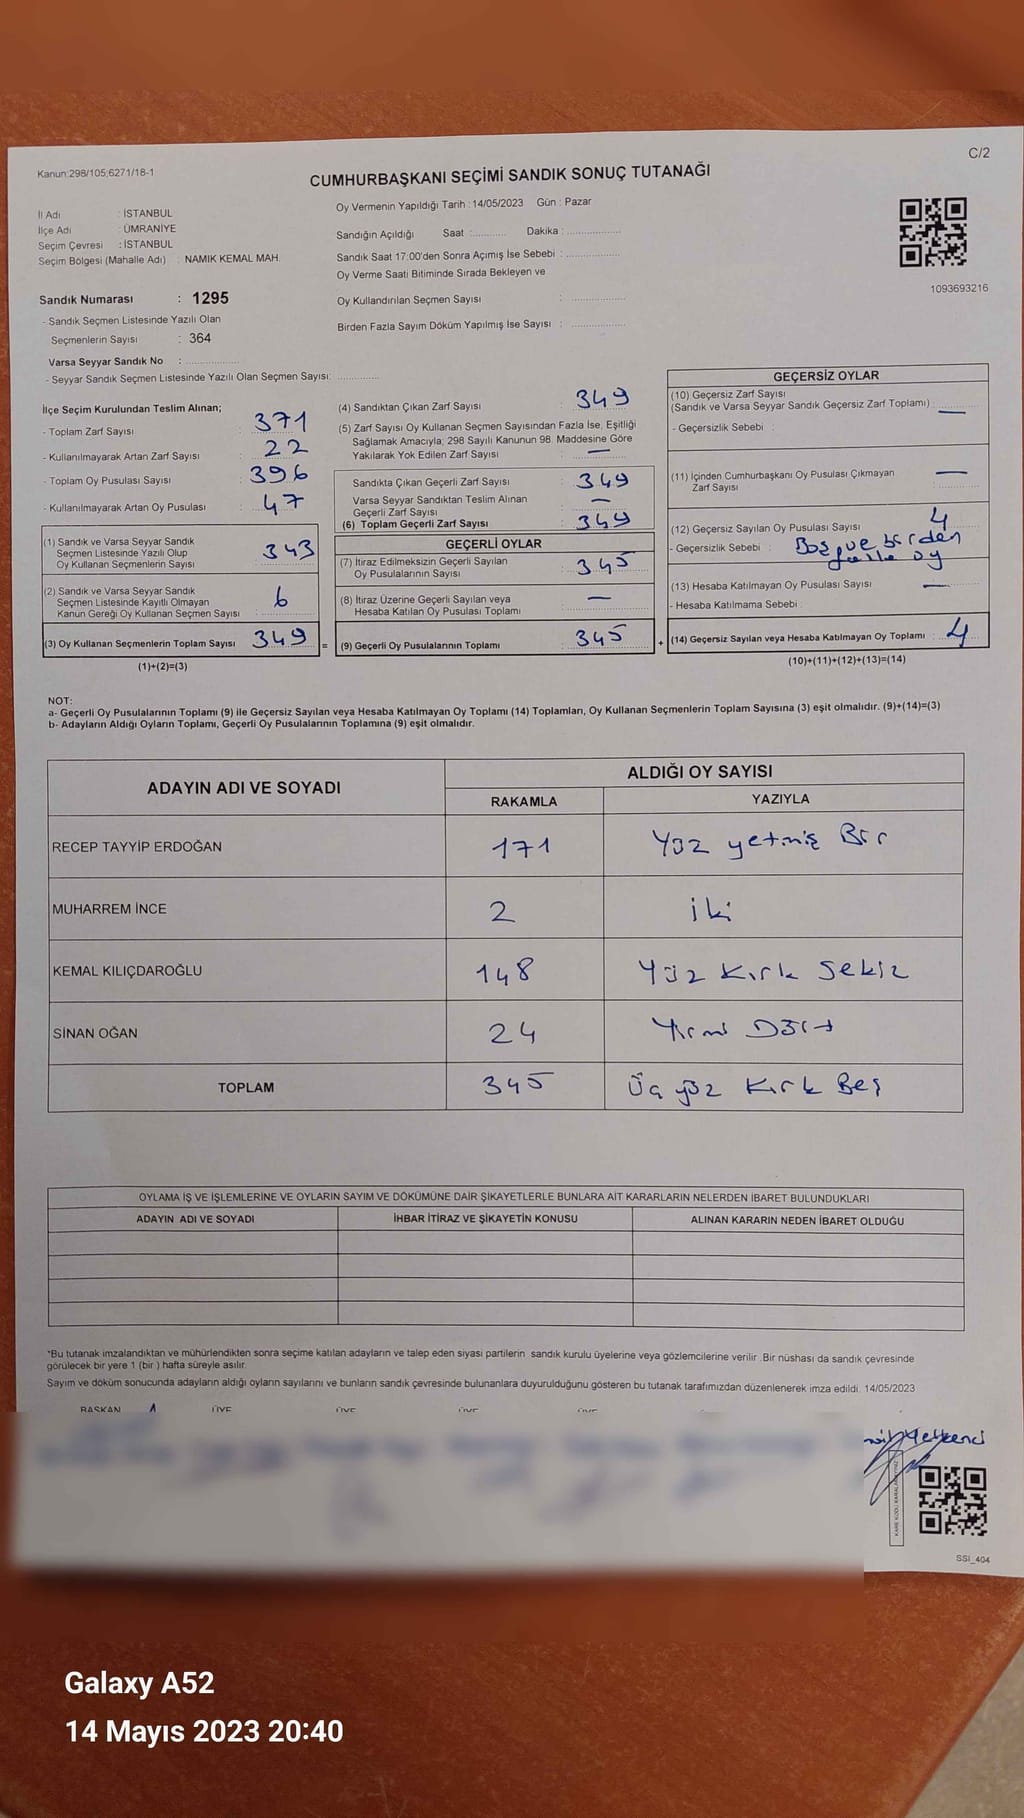 C/2
Kanun:298/105;6271/18-1
CUMHURBAŞKANI SEÇİMİ SANDIK SONUÇ TUTANAĞI
İl Adı : İSTANBUL
İlçe Adı : ÜMRANİYE
Seçim Çevresi : İSTANBUL
Seçim Bölgesi (Mahalle Adı) : NAMIK KEMAL MAH.
Sandık Numarası : 1295
- Sandık Seçmen Listesinde Yazılı Olan
Seçmenlerin Sayısı : 364
Varsa Seyyar Sandık No : ..................
- Seyyar Sandık Seçmen Listesinde Yazılı Olan Seçmen Sayısı: ..............
Oy Vermenin Yapıldığı Tarih : 14/05/2023 Gün : Pazar
Sandığın Açıldığı Saat :........... Dakika : ..................
Sandık Saat 17:00'den Sonra Açımış İse Sebebi : ..................
Oy Verme Saati Bitiminde Sırada Bekleyen ve
Oy Kullandırılan Seçmen Sayısı : ..................
Birden Fazla Sayım Döküm Yapılmış İse Sayısı : ..................
1093693216
İlçe Seçim Kurulundan Teslim Alınan;
- Toplam Zarf Sayısı : 371
- Kullanılmayarak Artan Zarf Sayısı : 22
- Toplam Oy Pusulası Sayısı : 396
- Kullanılmayarak Artan Oy Pusulası : 47
(1) Sandık ve Varsa Seyyar Sandık
Seçmen Listesinde Yazılı Olup
Oy Kullanan Seçmenlerin Sayısı : 343
(2) Sandık ve Varsa Seyyar Sandık
Seçmen Listesinde Kayıtlı Olmayan
Kanun Gereği Oy Kullanan Seçmen Sayısı : 6
(3) Oy Kullanan Seçmenlerin Toplam Sayısı : 349 =
(1)+(2)=(3)
(4) Sandıktan Çıkan Zarf Sayısı : 349
(5) Zarf Sayısı Oy Kullanan Seçmen Sayısından Fazla İse, Eşitliği
Sağlamak Amacıyla; 298 Sayılı Kanunun 98. Maddesine Göre
Yakılarak Yok Edilen Zarf Sayısı : —
Sandıkta Çıkan Geçerli Zarf Sayısı : 349
Varsa Seyyar Sandıktan Teslim Alınan
Geçerli Zarf Sayısı : —
(6) Toplam Geçerli Zarf Sayısı : 349
GEÇERLİ OYLAR
(7) İtiraz Edilmeksizin Geçerli Sayılan
Oy Pusulalarının Sayısı : 345
(8) İtiraz Üzerine Geçerli Sayılan veya
Hesaba Katılan Oy Pusulası Toplamı : —
(9) Geçerli Oy Pusulalarının Toplamı : 345 +
GEÇERSİZ OYLAR
(10) Geçersiz Zarf Sayısı
(Sandık ve Varsa Seyyar Sandık Geçersiz Zarf Toplamı) : —
- Geçersizlik Sebebi :
(11) İçinden Cumhurbaşkanı Oy Pusulası Çıkmayan
Zarf Sayısı : —
(12) Geçersiz Sayılan Oy Pusulası Sayısı : 4
- Geçersizlik Sebebi : Boş ve birden
fazla oy
(13) Hesaba Katılmayan Oy Pusulası Sayısı : —
- Hesaba Katılmama Sebebi :
(14) Geçersiz Sayılan veya Hesaba Katılmayan Oy Toplamı : 4
(10)+(11)+(12)+(13)=(14)
NOT:
a- Geçerli Oy Pusulalarının Toplamı (9) ile Geçersiz Sayılan veya Hesaba Katılmayan Oy Toplamı (14) Toplamları, Oy Kullanan Seçmenlerin Toplam Sayısına (3) eşit olmalıdır. (9)+(14)=(3)
b- Adayların Aldığı Oyların Toplamı, Geçerli Oy Pusulalarının Toplamına (9) eşit olmalıdır.
ADAYIN ADI VE SOYADI ALDIĞI OY SAYISI
RAKAMLA YAZIYLA
RECEP TAYYİP ERDOĞAN 171 Yüz yetmiş Bir
MUHARREM İNCE 2 iki
KEMAL KILIÇDAROĞLU 148 Yüz Kırk Sekiz
SİNAN OĞAN 24 Yirmi Dört
TOPLAM 345 Üç yüz Kırk Beş
OYLAMA İŞ VE İŞLEMLERİNE VE OYLARIN SAYIM VE DÖKÜMÜNE DAİR ŞİKAYETLERLE BUNLARA AİT KARARLARIN NELERDEN İBARET BULUNDUKLARI
ADAYIN ADI VE SOYADI İHBAR İTİRAZ VE ŞİKAYETİN KONUSU ALINAN KARARIN NEDEN İBARET OLDUĞU
*Bu tutanak imzalandıktan ve mühürlendikten sonra seçime katılan adayların ve talep eden siyasi partilerin sandık kurulu üyelerine veya gözlemcilerine verilir .Bir nüshası da sandık çevresinde
görülecek bir yere 1 (bir ) hafta süreyle asılır.
Sayım ve döküm sonucunda adayların aldığı oyların sayılarını ve bunların sandık çevresinde bulunanlara duyurulduğunu gösteren bu tutanak tarafımızdan düzenlenerek imza edildi. 14/05/2023
BAŞKAN ÜYE ÜYE ÜYE ÜYE
SSI_404
Galaxy A52
14 Mayıs 2023 20:40